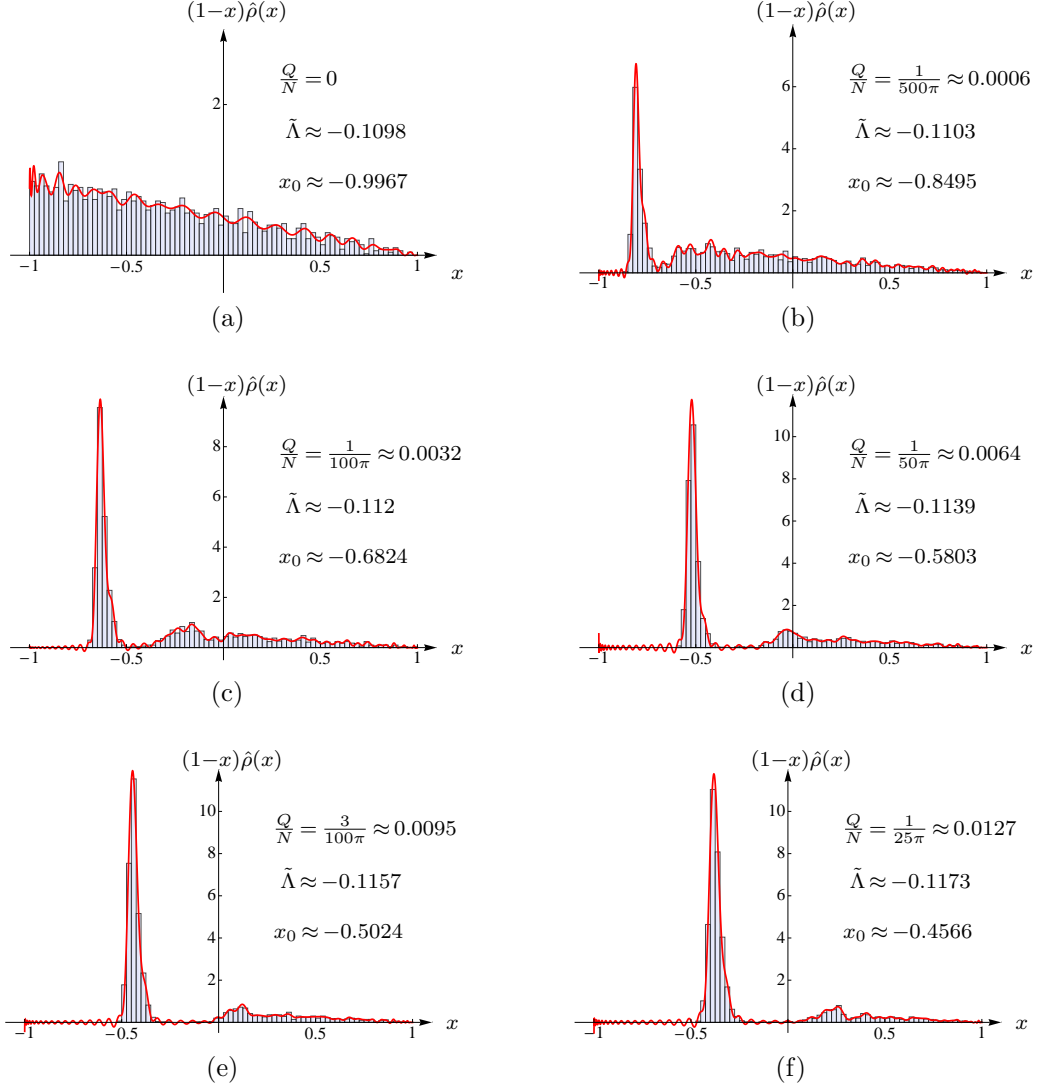 (1−x)ρ̂(x)
Q/N = 0
2
Λ̃ ≈ −0.1098
x₀ ≈ −0.9967
−1 −0.5 0.5 1 x
(a)
(1−x)ρ̂(x)
6
Q/N = 1/500π ≈ 0.0006
Λ̃ ≈ −0.1103
4
x₀ ≈ −0.8495
2
−1 −0.5 0.5 1 x
(b)
(1−x)ρ̂(x)
8
Q/N = 1/100π ≈ 0.0032
6
Λ̃ ≈ −0.112
4
x₀ ≈ −0.6824
2
−1 −0.5 0.5 1 x
(c)
(1−x)ρ̂(x)
10
Q/N = 1/50π ≈ 0.0064
8
Λ̃ ≈ −0.1139
6
4
x₀ ≈ −0.5803
2
−1 −0.5 0.5 1 x
(d)
(1−x)ρ̂(x)
10
Q/N = 3/100π ≈ 0.0095
8
Λ̃ ≈ −0.1157
6
4
x₀ ≈ −0.5024
2
−1 −0.5 0 0.5 1 x
(e)
(1−x)ρ̂(x)
10
Q/N = 1/25π ≈ 0.0127
8
Λ̃ ≈ −0.1173
6
4
x₀ ≈ −0.4566
2
−1 −0.5 0 0.5 1 x
(f)